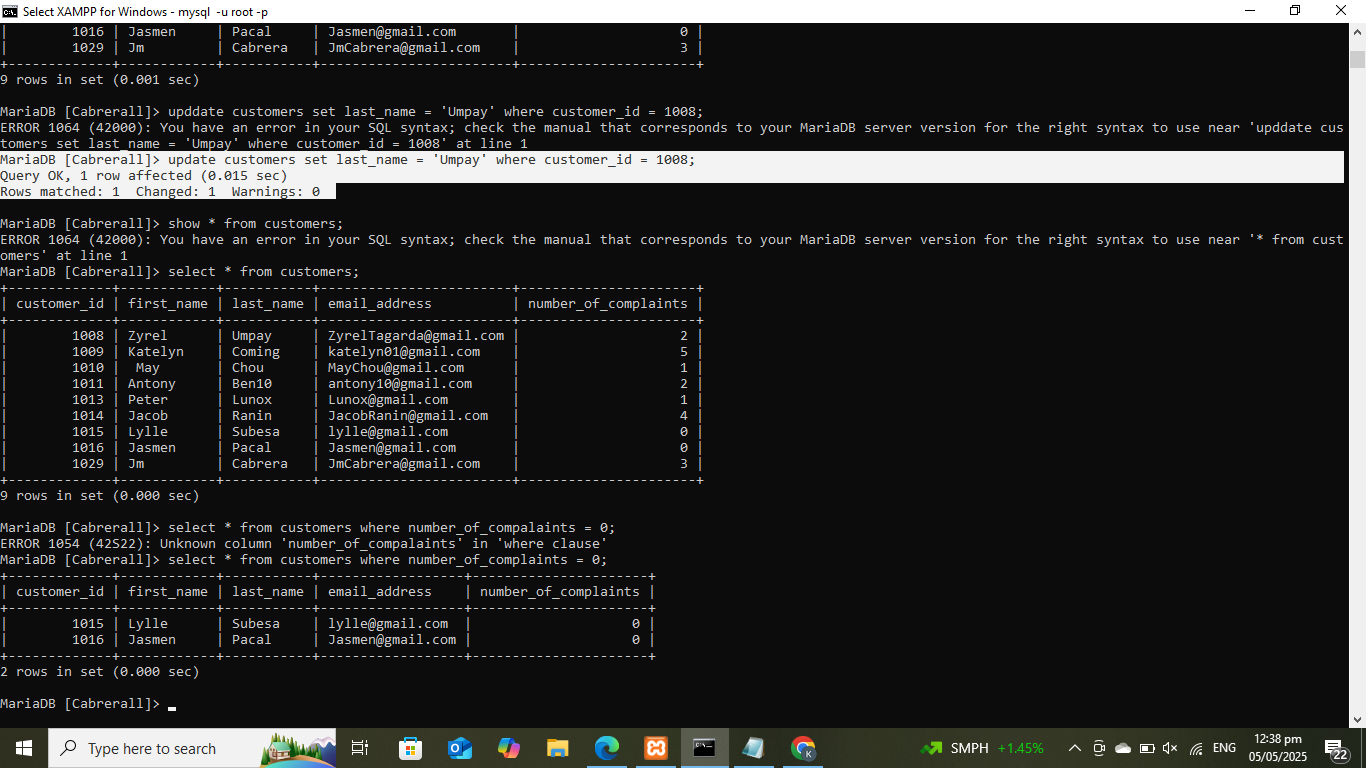 Select XAMPP for Windows - mysql  -u root -p
|        1016 | Jasmen     | Pacal     | Jasmen@gmail.com       |                    0 |
|        1029 | Jm         | Cabrera   | JmCabrera@gmail.com    |                    3 |
+-------------+------------+-----------+------------------------+----------------------+
9 rows in set (0.001 sec)
MariaDB [Cabrerall]> upddate customers set last_name = 'Umpay' where customer_id = 1008;
ERROR 1064 (42000): You have an error in your SQL syntax; check the manual that corresponds to your MariaDB server version for the right syntax to use near 'upddate cus
tomers set last_name = 'Umpay' where customer_id = 1008' at line 1
MariaDB [Cabrerall]> update customers set last_name = 'Umpay' where customer_id = 1008;
Query OK, 1 row affected (0.015 sec)
Rows matched: 1  Changed: 1  Warnings: 0
MariaDB [Cabrerall]> show * from customers;
ERROR 1064 (42000): You have an error in your SQL syntax; check the manual that corresponds to your MariaDB server version for the right syntax to use near '* from cust
omers' at line 1
MariaDB [Cabrerall]> select * from customers;
+-------------+------------+-----------+------------------------+----------------------+
| customer_id | first_name | last_name | email_address          | number_of_complaints |
+-------------+------------+-----------+------------------------+----------------------+
|        1008 | Zyrel      | Umpay     | ZyrelTagarda@gmail.com |                    2 |
|        1009 | Katelyn    | Coming    | katelyn01@gmail.com    |                    5 |
|        1010 |  May       | Chou      | MayChou@gmail.com      |                    1 |
|        1011 | Antony     | Ben10     | antony10@gmail.com     |                    2 |
|        1013 | Peter      | Lunox     | Lunox@gmail.com        |                    1 |
|        1014 | Jacob      | Ranin     | JacobRanin@gmail.com   |                    4 |
|        1015 | Lylle      | Subesa    | lylle@gmail.com        |                    0 |
|        1016 | Jasmen     | Pacal     | Jasmen@gmail.com       |                    0 |
|        1029 | Jm         | Cabrera   | JmCabrera@gmail.com    |                    3 |
+-------------+------------+-----------+------------------------+----------------------+
9 rows in set (0.000 sec)
MariaDB [Cabrerall]> select * from customers where number_of_compalaints = 0;
ERROR 1054 (42S22): Unknown column 'number_of_compalaints' in 'where clause'
MariaDB [Cabrerall]> select * from customers where number_of_complaints = 0;
+-------------+------------+-----------+------------------+----------------------+
| customer_id | first_name | last_name | email_address    | number_of_complaints |
+-------------+------------+-----------+------------------+----------------------+
|        1015 | Lylle      | Subesa    | lylle@gmail.com  |                    0 |
|        1016 | Jasmen     | Pacal     | Jasmen@gmail.com |                    0 |
+-------------+------------+-----------+------------------+----------------------+
2 rows in set (0.000 sec)
MariaDB [Cabrerall]>
Type here to search
SMPH +1.45%
ENG
12:38 pm
05/05/2025
22